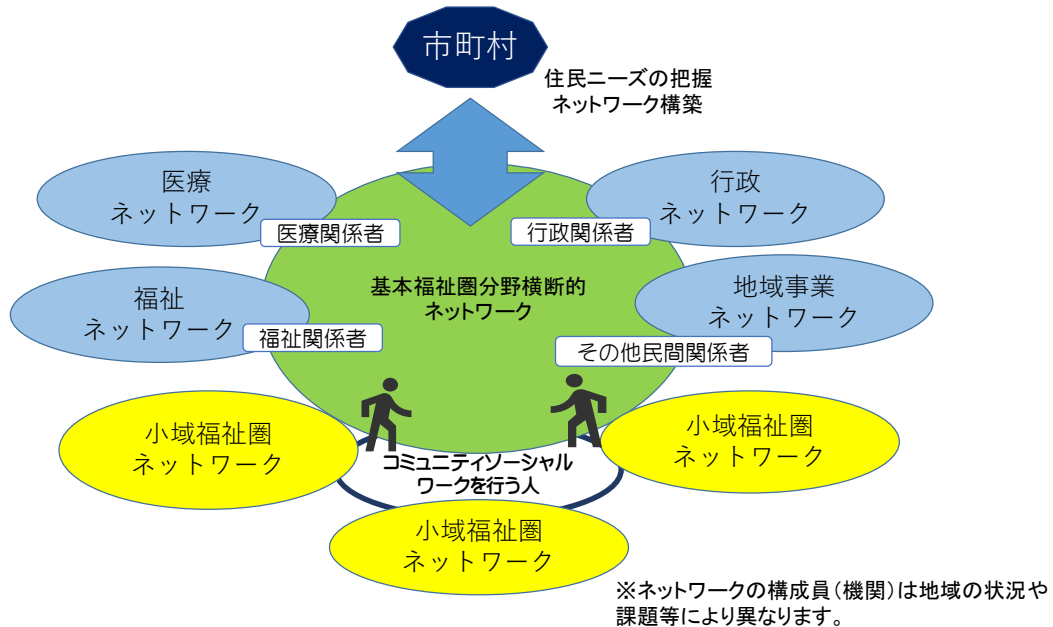 市町村
住民ニーズの把握
ネットワーク構築
医療
ネットワーク
医療関係者
行政
ネットワーク
行政関係者
基本福祉圏分野横断的
ネットワーク
福祉
ネットワーク
福祉関係者
地域事業
ネットワーク
その他民間関係者
小域福祉圏
ネットワーク
小域福祉圏
ネットワーク
コミュニティソーシャル
ワークを行う人
小域福祉圏
ネットワーク
※ネットワークの構成員(機関)は地域の状況や
課題等により異なります。